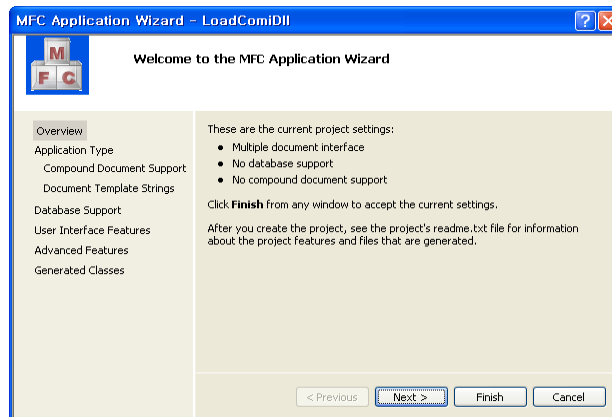 MFC Application Wizard - LoadComiDll
M
F C
Welcome to the MFC Application Wizard
Overview
Application Type
Compound Document Support
Document Template Strings
Database Support
User Interface Features
Advanced Features
Generated Classes
These are the current project settings:
• Multiple document interface
• No database support
• No compound document support
Click Finish from any window to accept the current settings.
After you create the project, see the project's readme.txt file for information
about the project features and files that are generated.
< Previous Next > Finish Cancel